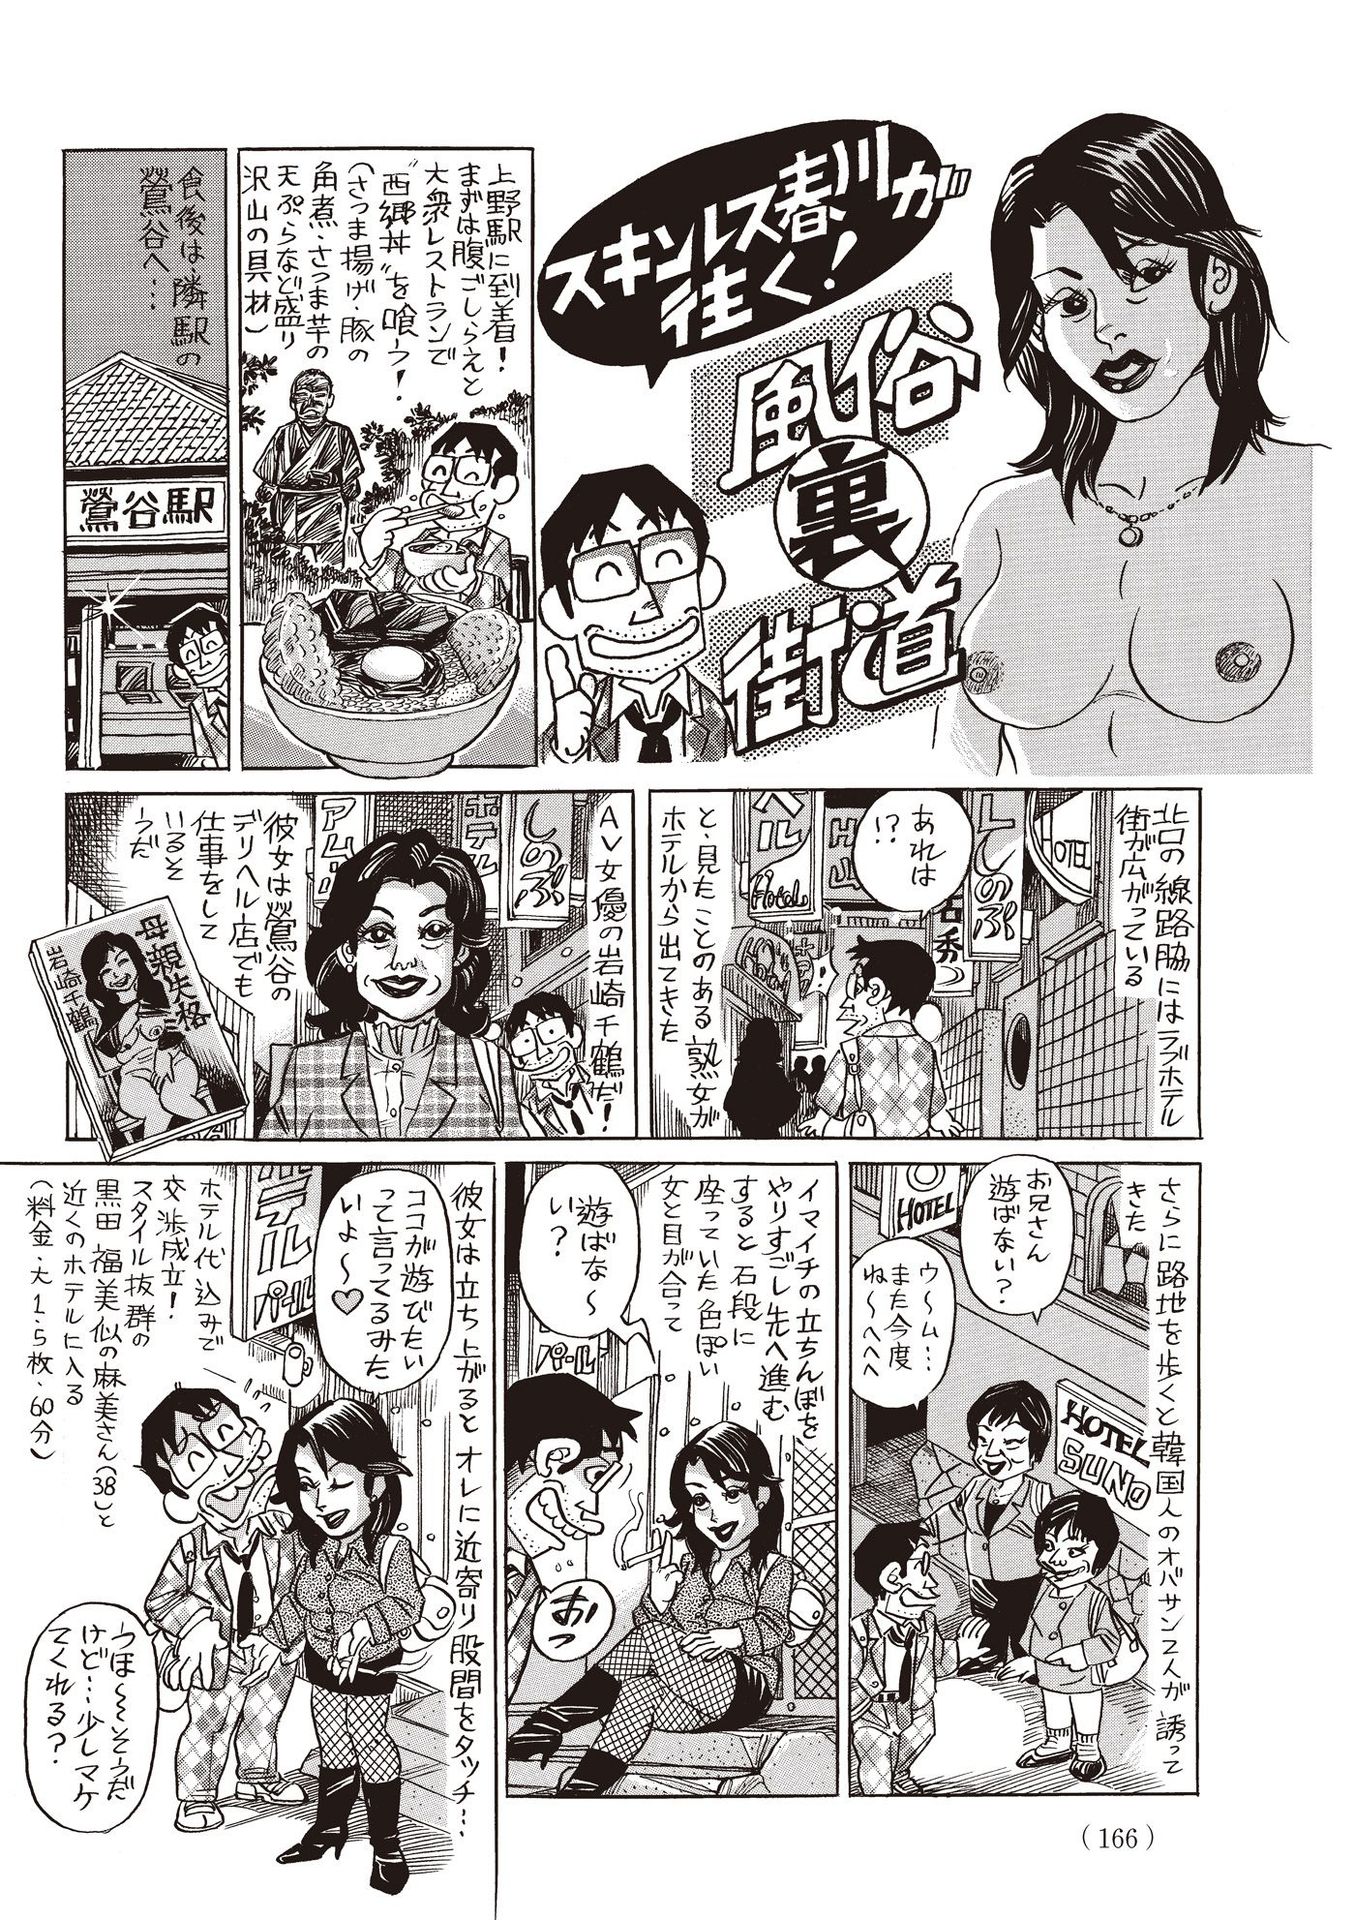 スキンレス春川が
往く!
風俗
裏
街道
上野駅に到着!
まずは腹ごしらえと
大衆レストランで
“西郷丼”を喰う!
(さつま揚げ・豚の
角煮・さつま芋の
天ぷらなど盛り
沢山の具材)
食後は隣駅の
鶯谷へ…
鶯谷駅
北口の線路脇にはラブホテル
街が広がっている
HOTEL
しのぶ
あれは
!?
Hotel
と、見たことのある熟女が
ホテルから出てきた
AV女優の岩崎千鶴だ!
しのぶ
ホテル
彼女は鶯谷の
デリヘル店でも
仕事をして
いるそ
うだ
母親失格
岩崎千鶴
さらに路地を歩くと韓国人のオバサン2人が誘って
きた
お兄さん
遊ばない?
HOTEL
ウ〜ム…
また今度
ね〜へへへ
HOTEL
SUNO
イマイチの立ちんぼを
やりすごし先へ進む
すると石段に
座っていた色ぽい
女と目が合って
遊ばな〜
い?
パール
おっ
彼女は立ち上がるとオレに近寄り股間をタッチ…
ココが遊びたい
って言ってるみた
いよ〜♡
ホテル
パール
うほ〜〜そうだ
けど…少しマケ
てくれる?
ホテル代込みで
交渉成立!
スタイル抜群の
黒田福美似の麻美さん(38)と
近くのホテルに入る
(料金・大1.5枚・60分)
(166)